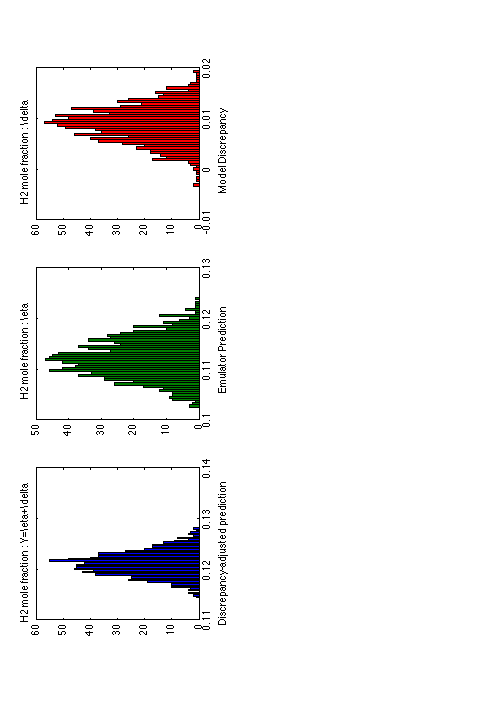 H2 mole fraction : Y=\eta+\delta
60
50
40
30
20
10
0
0.11 0.12 0.13 0.14
Discrepancy-adjusted prediction
H2 mole fraction : \eta
50
40
30
20
10
0
0.1 0.11 0.12 0.13
Emulator Prediction
H2 mole fraction : \delta
60
50
40
30
20
10
0
-0.01 0 0.01 0.02
Model Discrepancy